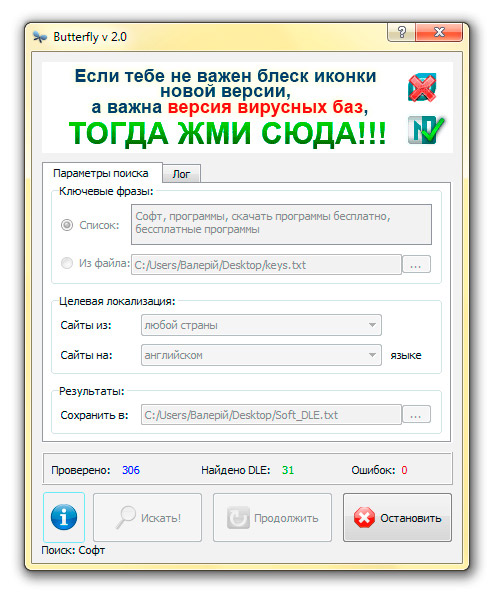 Butterfly v 2.0
Если тебе не важен блеск иконки
новой версии,
а важна версия вирусных баз,
ТОГДА ЖМИ СЮДА!!!
Параметры поиска
Лог
Ключевые фразы:
Список:
Софт, программы, скачать программы бесплатно,
бессплатные программы
Из файла:
C:/Users/Валерій/Desktop/keys.txt
...
Целевая локализация:
Сайты из:
любой страны
Сайты на:
английском
языке
Результаты:
Сохранить в:
C:/Users/Валерій/Desktop/Soft_DLE.txt
...
Проверено: 306
Найдено DLE: 31
Ошибок: 0
Искать!
Продолжить
Остановить
Поиск: Софт